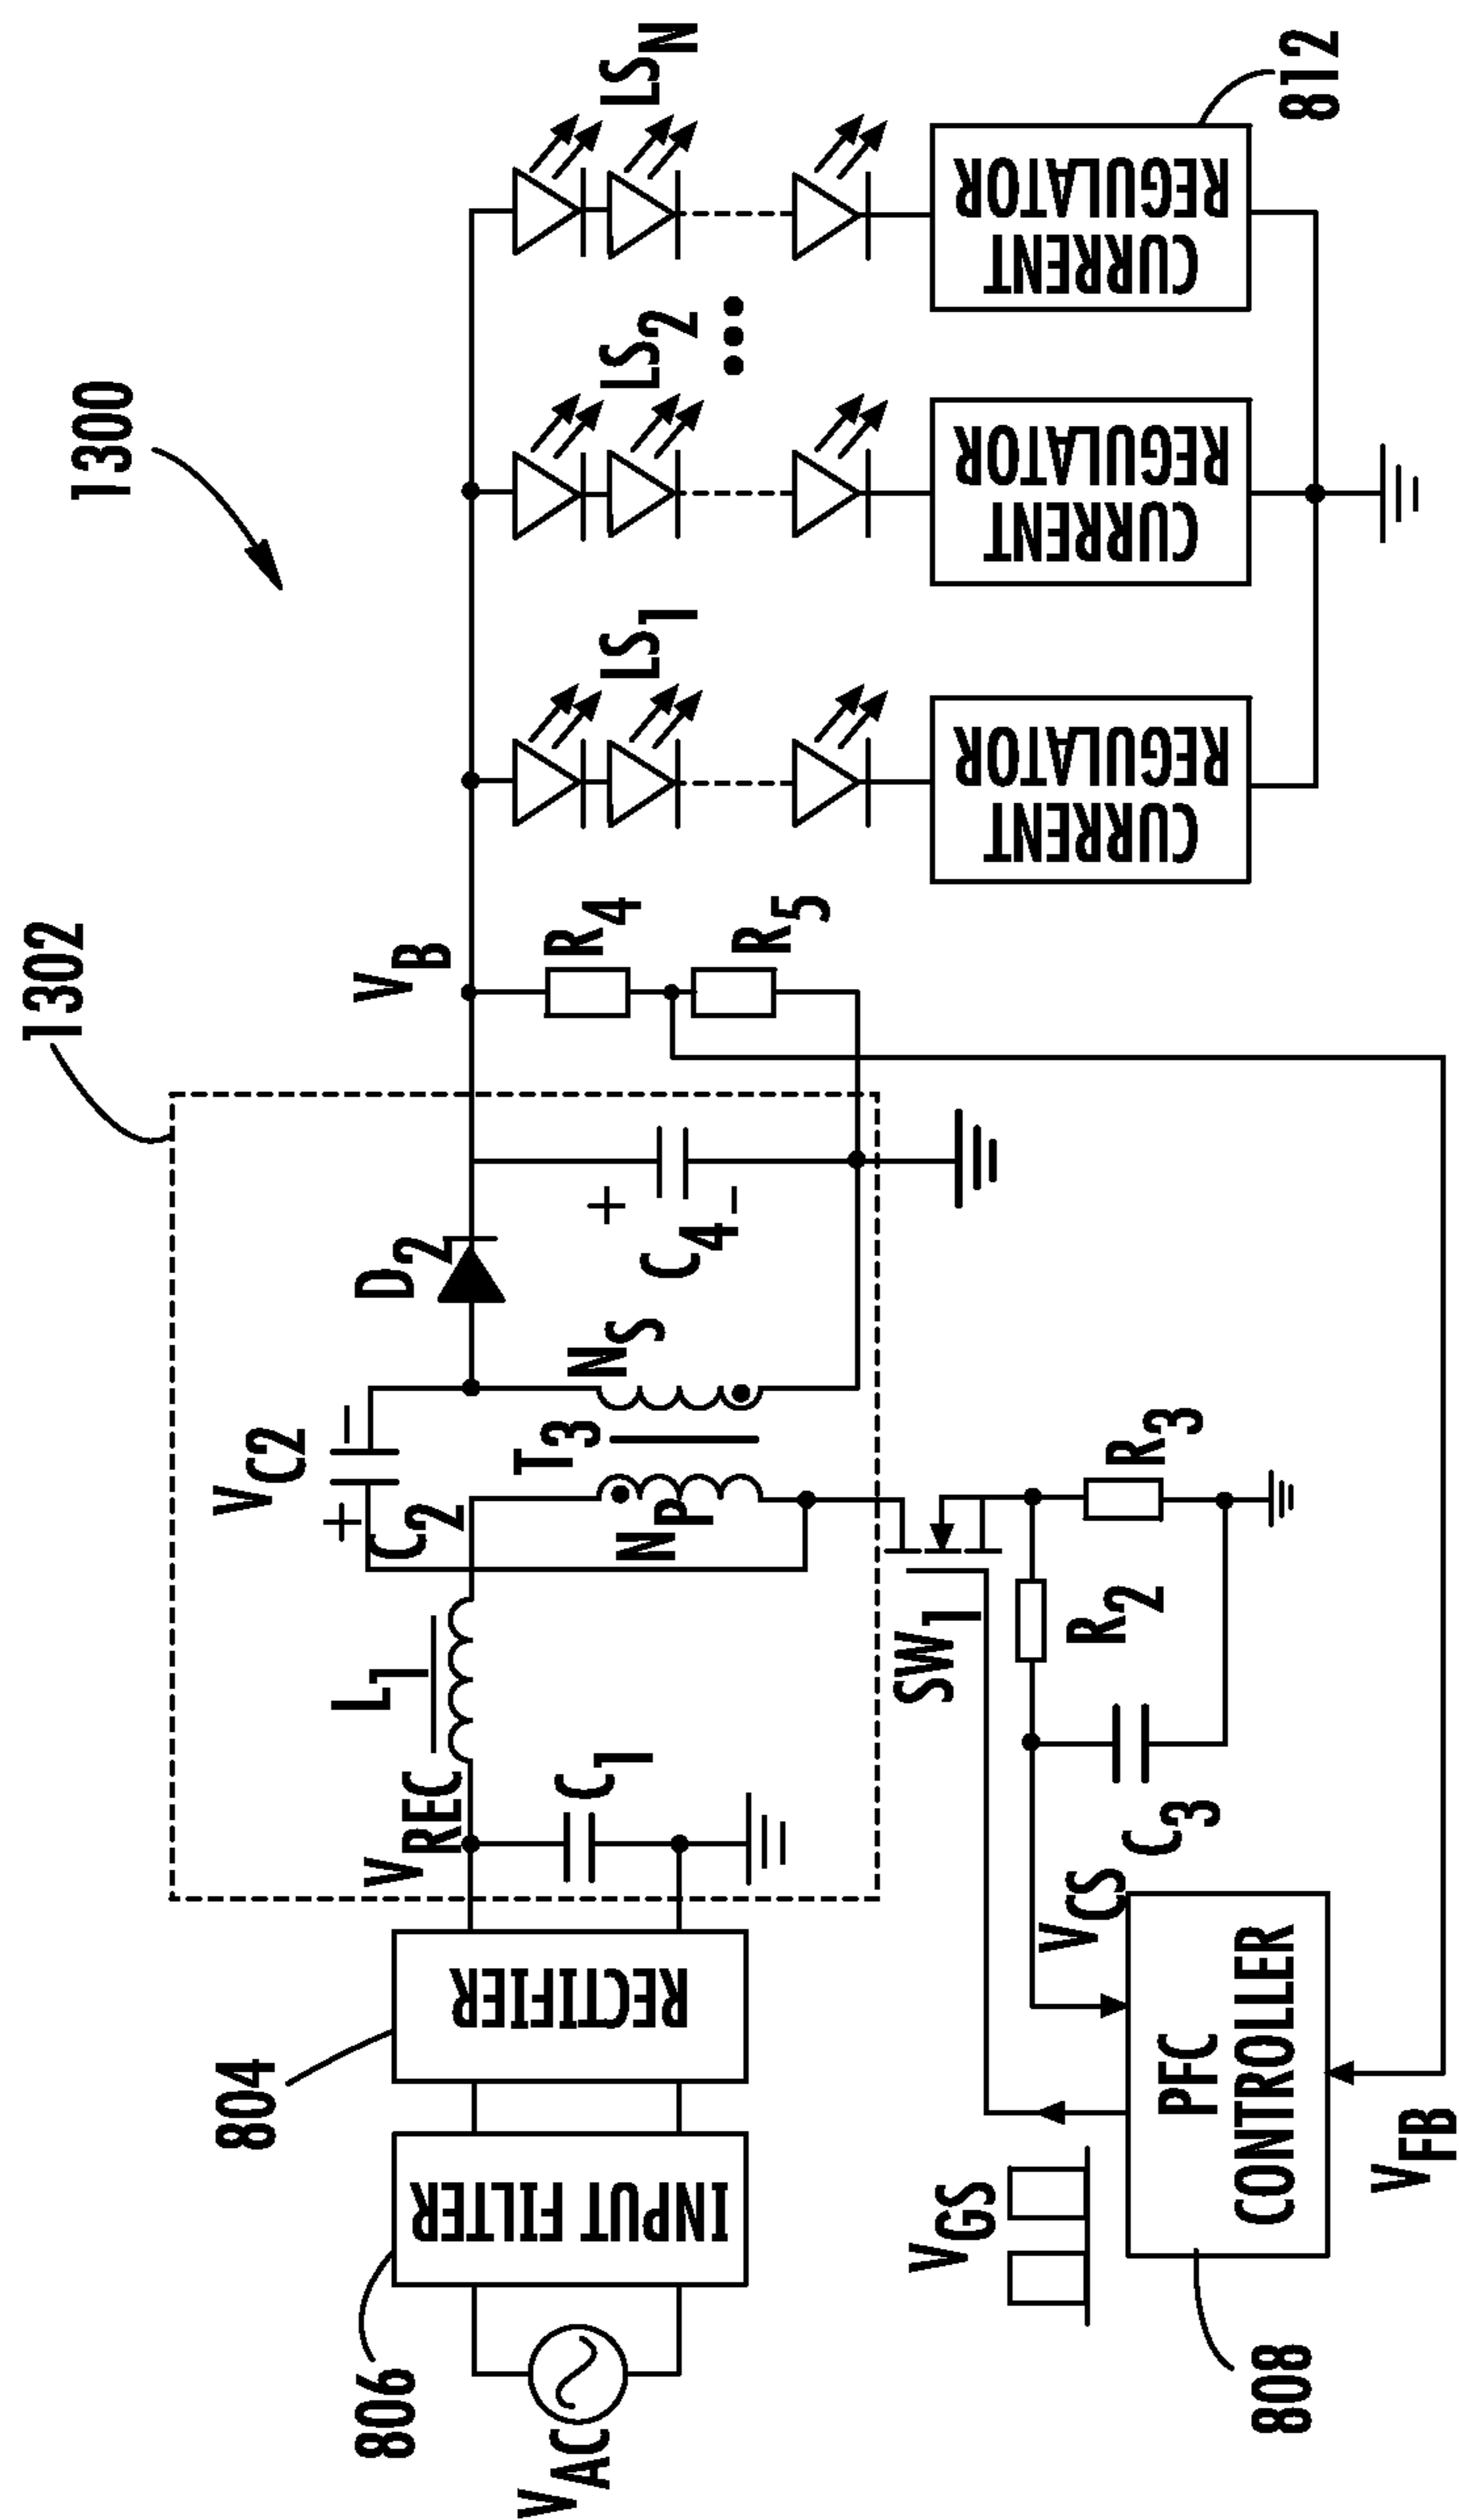 1300
1302
804
806
VAC
INPUT FILTER
RECTIFIER
VREC
C1
L1
VC2
+
−
C2
T3
NP
NS
D2
+
C4
−
VB
R4
R5
LS1
LS2
LSN
CURRENT
REGULATOR
CURRENT
REGULATOR
CURRENT
REGULATOR
812
SW1
R2
R3
C3
VCS
VGS
PFC
CONTROLLER
808
VFB